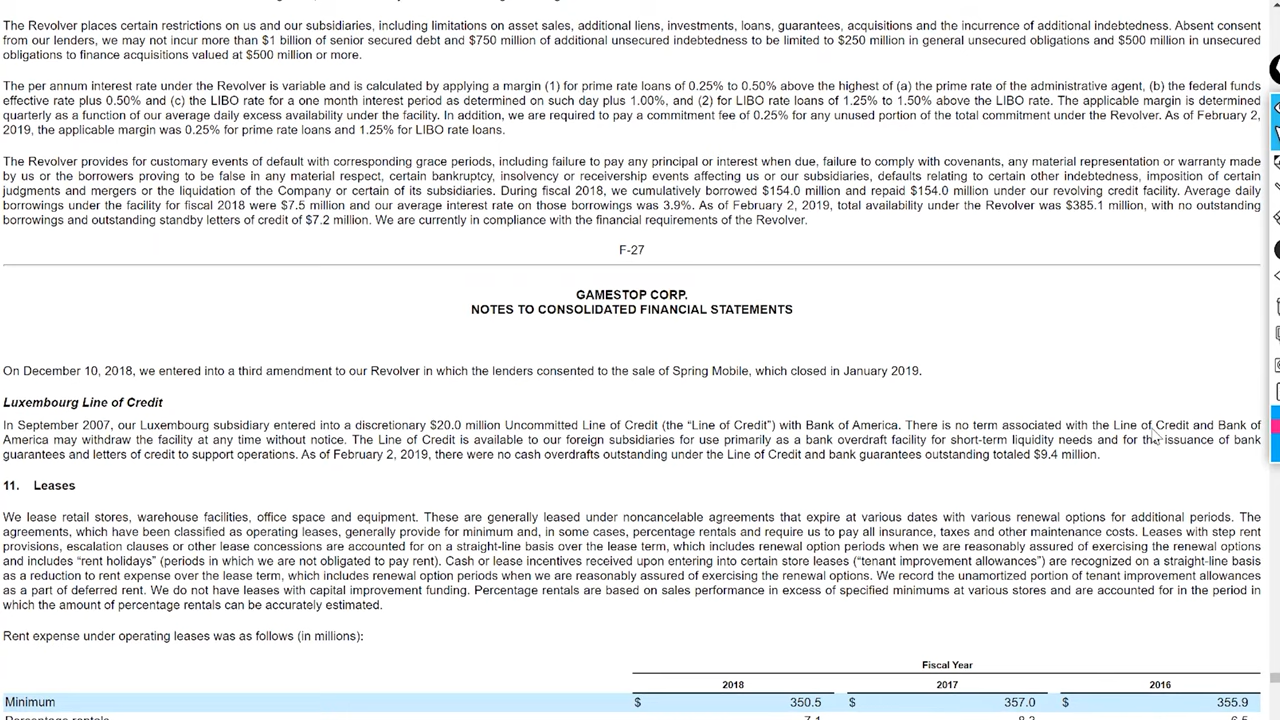 The Revolver places certain restrictions on us and our subsidiaries, including limitations on asset sales, additional liens, investments, loans, guarantees, acquisitions and the incurrence of additional indebtedness. Absent consent
from our lenders, we may not incur more than $1 billion of senior secured debt and $750 million of additional unsecured indebtedness to be limited to $250 million in general unsecured obligations and $500 million in unsecured
obligations to finance acquisitions valued at $500 million or more.
The per annum interest rate under the Revolver is variable and is calculated by applying a margin (1) for prime rate loans of 0.25% to 0.50% above the highest of (a) the prime rate of the administrative agent, (b) the federal funds
effective rate plus 0.50% and (c) the LIBO rate for a one month interest period as determined on such day plus 1.00%, and (2) for LIBO rate loans of 1.25% to 1.50% above the LIBO rate. The applicable margin is determined
quarterly as a function of our average daily excess availability under the facility. In addition, we are required to pay a commitment fee of 0.25% for any unused portion of the total commitment under the Revolver. As of February 2,
2019, the applicable margin was 0.25% for prime rate loans and 1.25% for LIBO rate loans.
The Revolver provides for customary events of default with corresponding grace periods, including failure to pay any principal or interest when due, failure to comply with covenants, any material representation or warranty made
by us or the borrowers proving to be false in any material respect, certain bankruptcy, insolvency or receivership events affecting us or our subsidiaries, defaults relating to certain other indebtedness, imposition of certain
judgments and mergers or the liquidation of the Company or certain of its subsidiaries. During fiscal 2018, we cumulatively borrowed $154.0 million and repaid $154.0 million under our revolving credit facility. Average daily
borrowings under the facility for fiscal 2018 were $7.5 million and our average interest rate on those borrowings was 3.9%. As of February 2, 2019, total availability under the Revolver was $385.1 million, with no outstanding
borrowings and outstanding standby letters of credit of $7.2 million. We are currently in compliance with the financial requirements of the Revolver.
F-27
GAMESTOP CORP.
NOTES TO CONSOLIDATED FINANCIAL STATEMENTS
On December 10, 2018, we entered into a third amendment to our Revolver in which the lenders consented to the sale of Spring Mobile, which closed in January 2019.
Luxembourg Line of Credit
In September 2007, our Luxembourg subsidiary entered into a discretionary $20.0 million Uncommitted Line of Credit (the “Line of Credit”) with Bank of America. There is no term associated with the Line of Credit and Bank of
America may withdraw the facility at any time without notice. The Line of Credit is available to our foreign subsidiaries for use primarily as a bank overdraft facility for short-term liquidity needs and for the issuance of bank
guarantees and letters of credit to support operations. As of February 2, 2019, there were no cash overdrafts outstanding under the Line of Credit and bank guarantees outstanding totaled $9.4 million.
11. Leases
We lease retail stores, warehouse facilities, office space and equipment. These are generally leased under noncancelable agreements that expire at various dates with various renewal options for additional periods. The
agreements, which have been classified as operating leases, generally provide for minimum and, in some cases, percentage rentals and require us to pay all insurance, taxes and other maintenance costs. Leases with step rent
provisions, escalation clauses or other lease concessions are accounted for on a straight-line basis over the lease term, which includes renewal option periods when we are reasonably assured of exercising the renewal options
and includes “rent holidays” (periods in which we are not obligated to pay rent). Cash or lease incentives received upon entering into certain store leases (“tenant improvement allowances”) are recognized on a straight-line basis
as a reduction to rent expense over the lease term, which includes renewal option periods when we are reasonably assured of exercising the renewal options. We record the unamortized portion of tenant improvement allowances
as a part of deferred rent. We do not have leases with capital improvement funding. Percentage rentals are based on sales performance in excess of specified minimums at various stores and are accounted for in the period in
which the amount of percentage rentals can be accurately estimated.
Rent expense under operating leases was as follows (in millions):
Fiscal Year
2018 2017 2016
Minimum $ 350.5 $ 357.0 $ 355.9
Percentage rentals 7.1 8.3 6.5